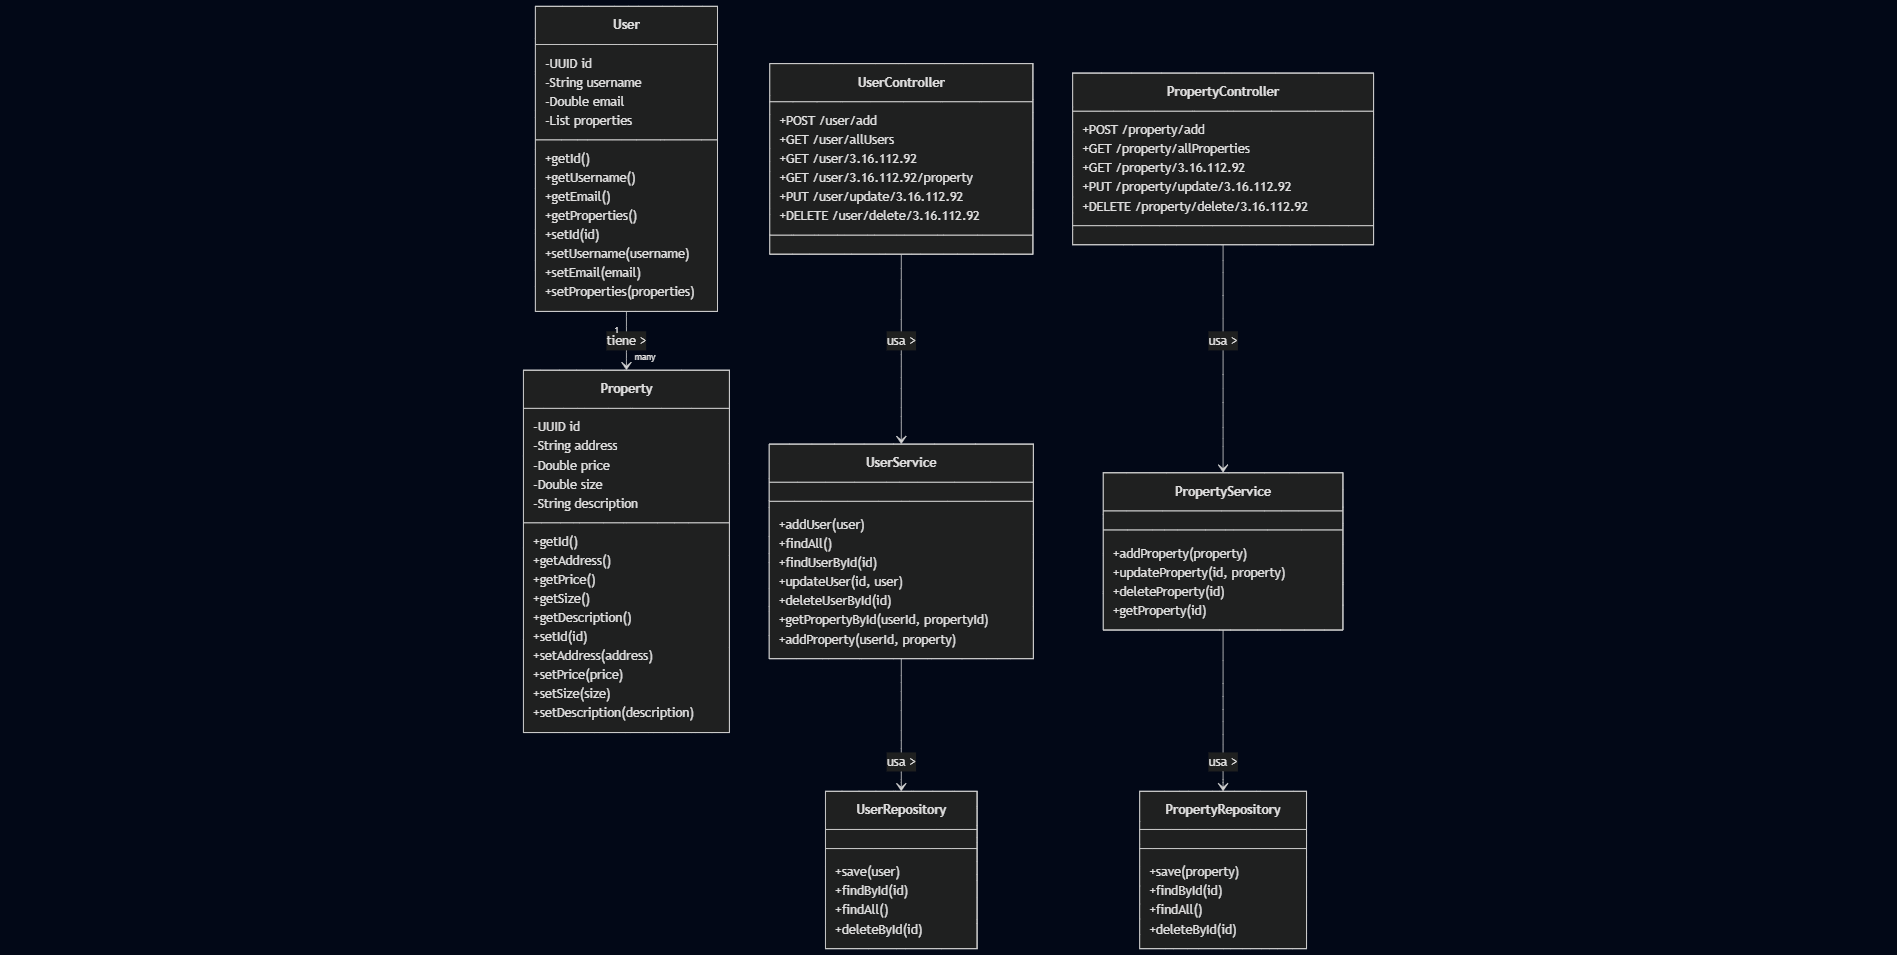 User
-UUID id
-String username
-Double email
-List properties
+getId()
+getUsername()
+getEmail()
+getProperties()
+setId(id)
+setUsername(username)
+setEmail(email)
+setProperties(properties)
1
tiene >
many
Property
-UUID id
-String address
-Double price
-Double size
-String description
+getId()
+getAddress()
+getPrice()
+getSize()
+getDescription()
+setId(id)
+setAddress(address)
+setPrice(price)
+setSize(size)
+setDescription(description)
UserController
+POST /user/add
+GET /user/allUsers
+GET /user/3.16.112.92
+GET /user/3.16.112.92/property
+PUT /user/update/3.16.112.92
+DELETE /user/delete/3.16.112.92
usa >
UserService
+addUser(user)
+findAll()
+findUserById(id)
+updateUser(id, user)
+deleteUserById(id)
+getPropertyById(userId, propertyId)
+addProperty(userId, property)
usa >
UserRepository
+save(user)
+findById(id)
+findAll()
+deleteById(id)
PropertyController
+POST /property/add
+GET /property/allProperties
+GET /property/3.16.112.92
+PUT /property/update/3.16.112.92
+DELETE /property/delete/3.16.112.92
usa >
PropertyService
+addProperty(property)
+updateProperty(id, property)
+deleteProperty(id)
+getProperty(id)
usa >
PropertyRepository
+save(property)
+findById(id)
+findAll()
+deleteById(id)